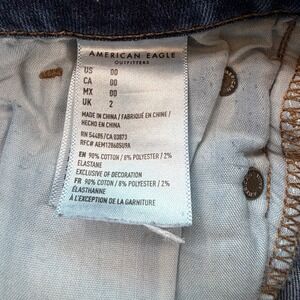 AMERICAN EAGLE
OUTFITTERS
US 00
CA 00
MX 00
UK 2
MADE IN CHINA / FABRIQUÉ EN CHINE /
HECHO EN CHINA
RN 54485 / CA 03873
RFC# AEM120605U9A
EN 90% COTTON / 8% POLYESTER / 2%
ELASTANE
EXCLUSIVE OF DECORATION
FR 90% COTON / 8% POLYESTER / 2%
ÉLASTHANNE
À L'EXCEPTION DE LA GARNITURE